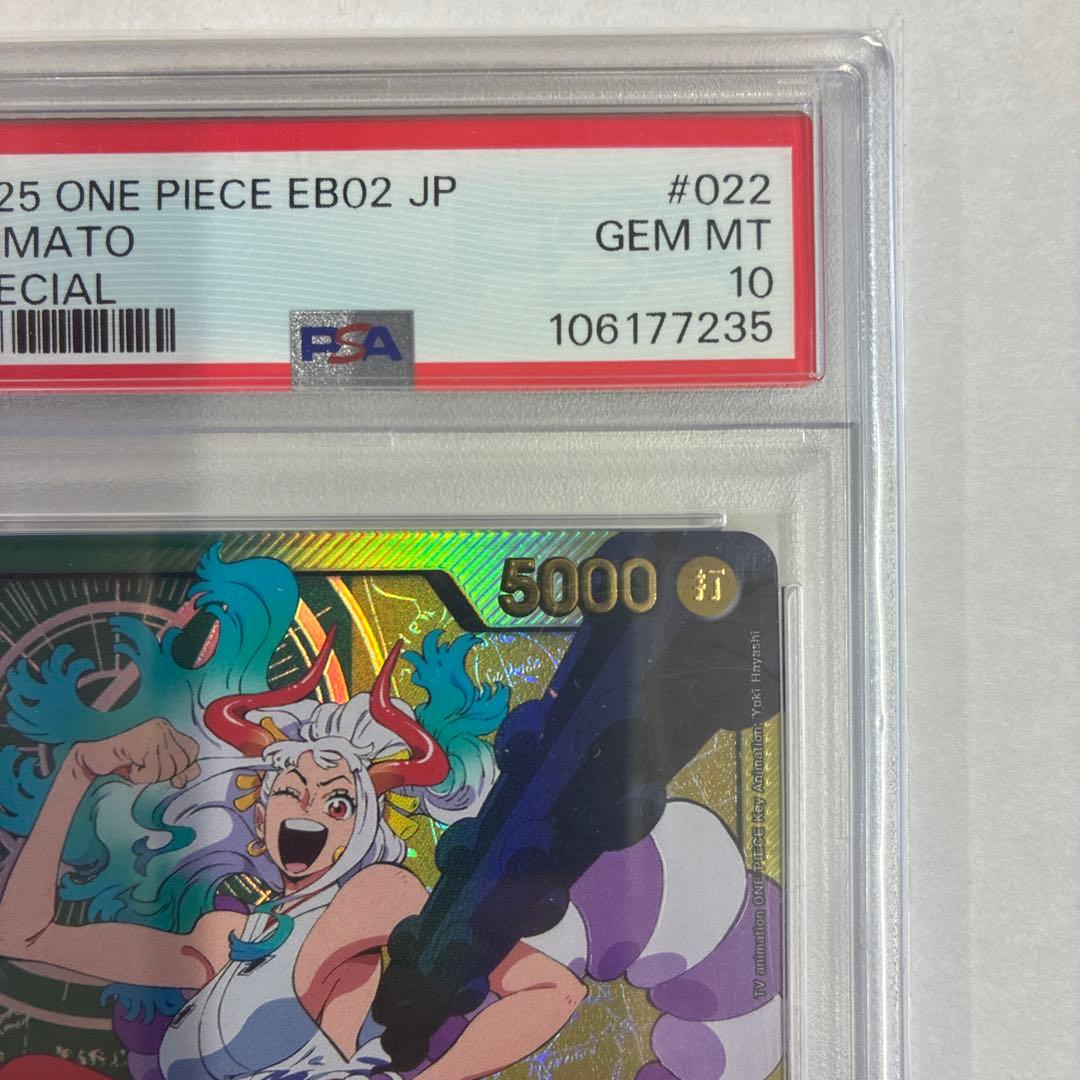 25 ONE PIECE EB02 JP #022
MATO GEM MT
ECIAL 10
PSA 106177235
5000 打
TV animation ONE PIECE Key Animation: Yuki Hayashi